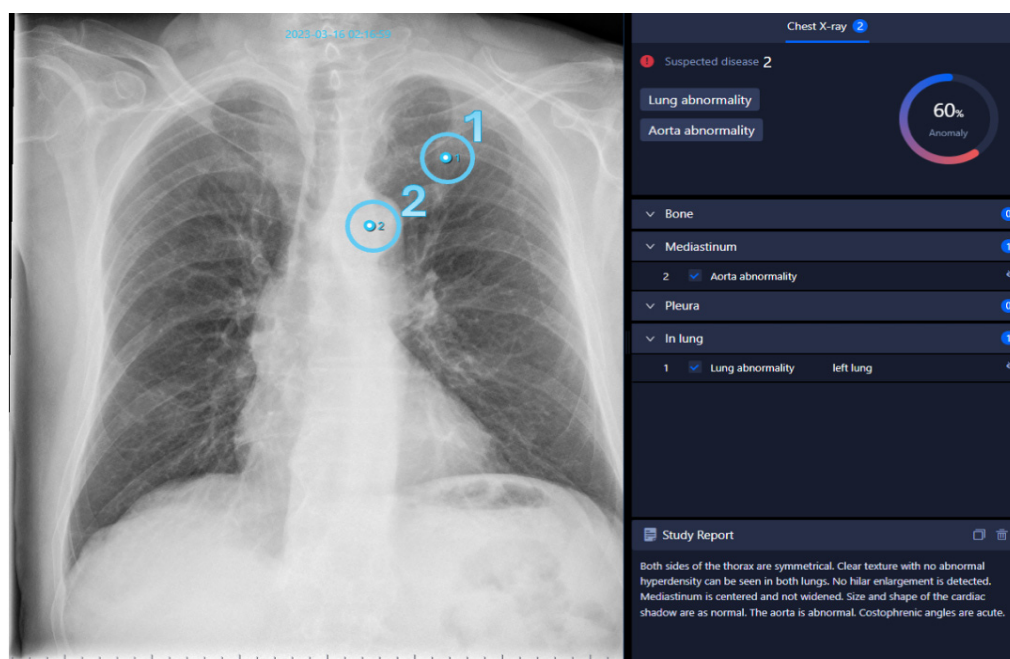 2023-03-16 02:18:59
1
1
2
2
Chest X-ray 2
Suspected disease 2
Lung abnormality
Aorta abnormality
60%
Anomaly
Bone 0
Mediastinum 1
2 Aorta abnormality
Pleura 0
In lung 1
1 Lung abnormality left lung
Study Report
Both sides of the thorax are symmetrical. Clear texture with no abnormal
hyperdensity can be seen in both lungs. No hilar enlargement is detected.
Mediastinum is centered and not widened. Size and shape of the cardiac
shadow are as normal. The aorta is abnormal. Costophrenic angles are acute.